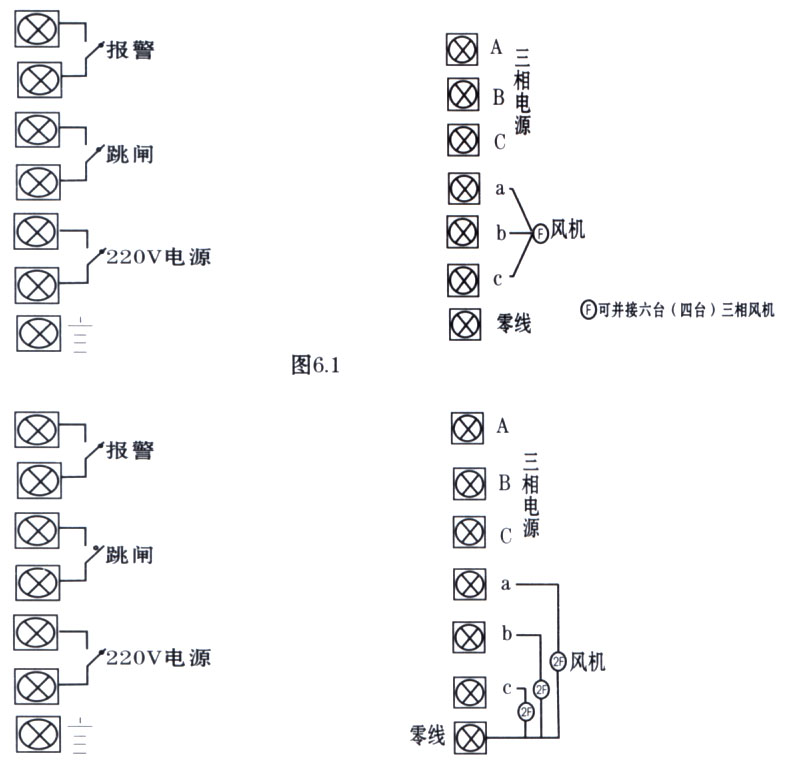 报警
跳闸
220V电源
A
B
C
三相电源
a
b
c
F
风机
零线
F可并接六台(四台)三相风机
图6.1
报警
跳闸
220V电源
A
B
C
三相电源
a
b
c
2F
2F
2F
风机
零线